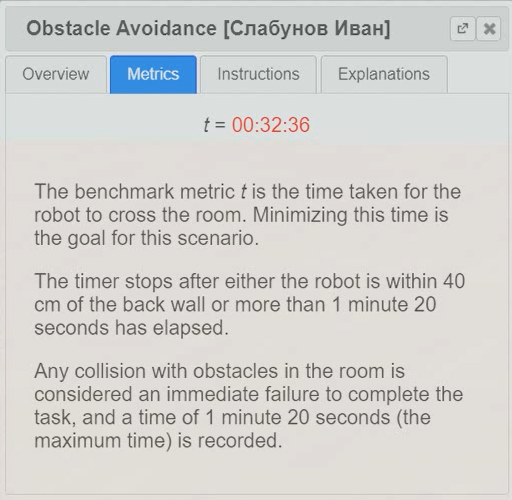 Obstacle Avoidance [Слабунов Иван]
Overview Metrics Instructions Explanations
t = 00:32:36
The benchmark metric t is the time taken for the
robot to cross the room. Minimizing this time is
the goal for this scenario.
The timer stops after either the robot is within 40
cm of the back wall or more than 1 minute 20
seconds has elapsed.
Any collision with obstacles in the room is
considered an immediate failure to complete the
task, and a time of 1 minute 20 seconds (the
maximum time) is recorded.